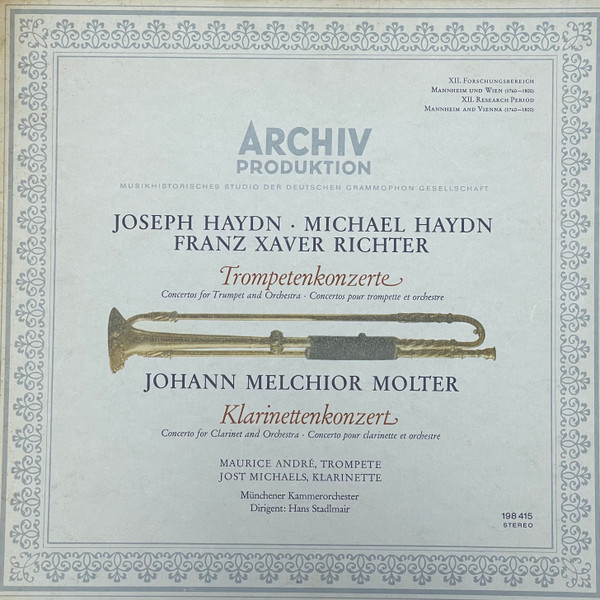 XII. Forschungsbereich
Mannheim und Wien (1760–1800)
XII. Research Period
Mannheim and Vienna (1760–1800)
ARCHIV
PRODUKTION
MUSIKHISTORISCHES STUDIO DER DEUTSCHEN GRAMMOPHON GESELLSCHAFT
JOSEPH HAYDN · MICHAEL HAYDN
FRANZ XAVER RICHTER
Trompetenkonzerte
Concertos for Trumpet and Orchestra · Concertos pour trompette et orchestre
JOHANN MELCHIOR MOLTER
Klarinettenkonzert
Concerto for Clarinet and Orchestra · Concerto pour clarinette et orchestre
MAURICE ANDRÉ, TROMPETE
JOST MICHAELS, KLARINETTE
Münchener Kammerorchester
Dirigent: Hans Stadlmair
198 415
STEREO